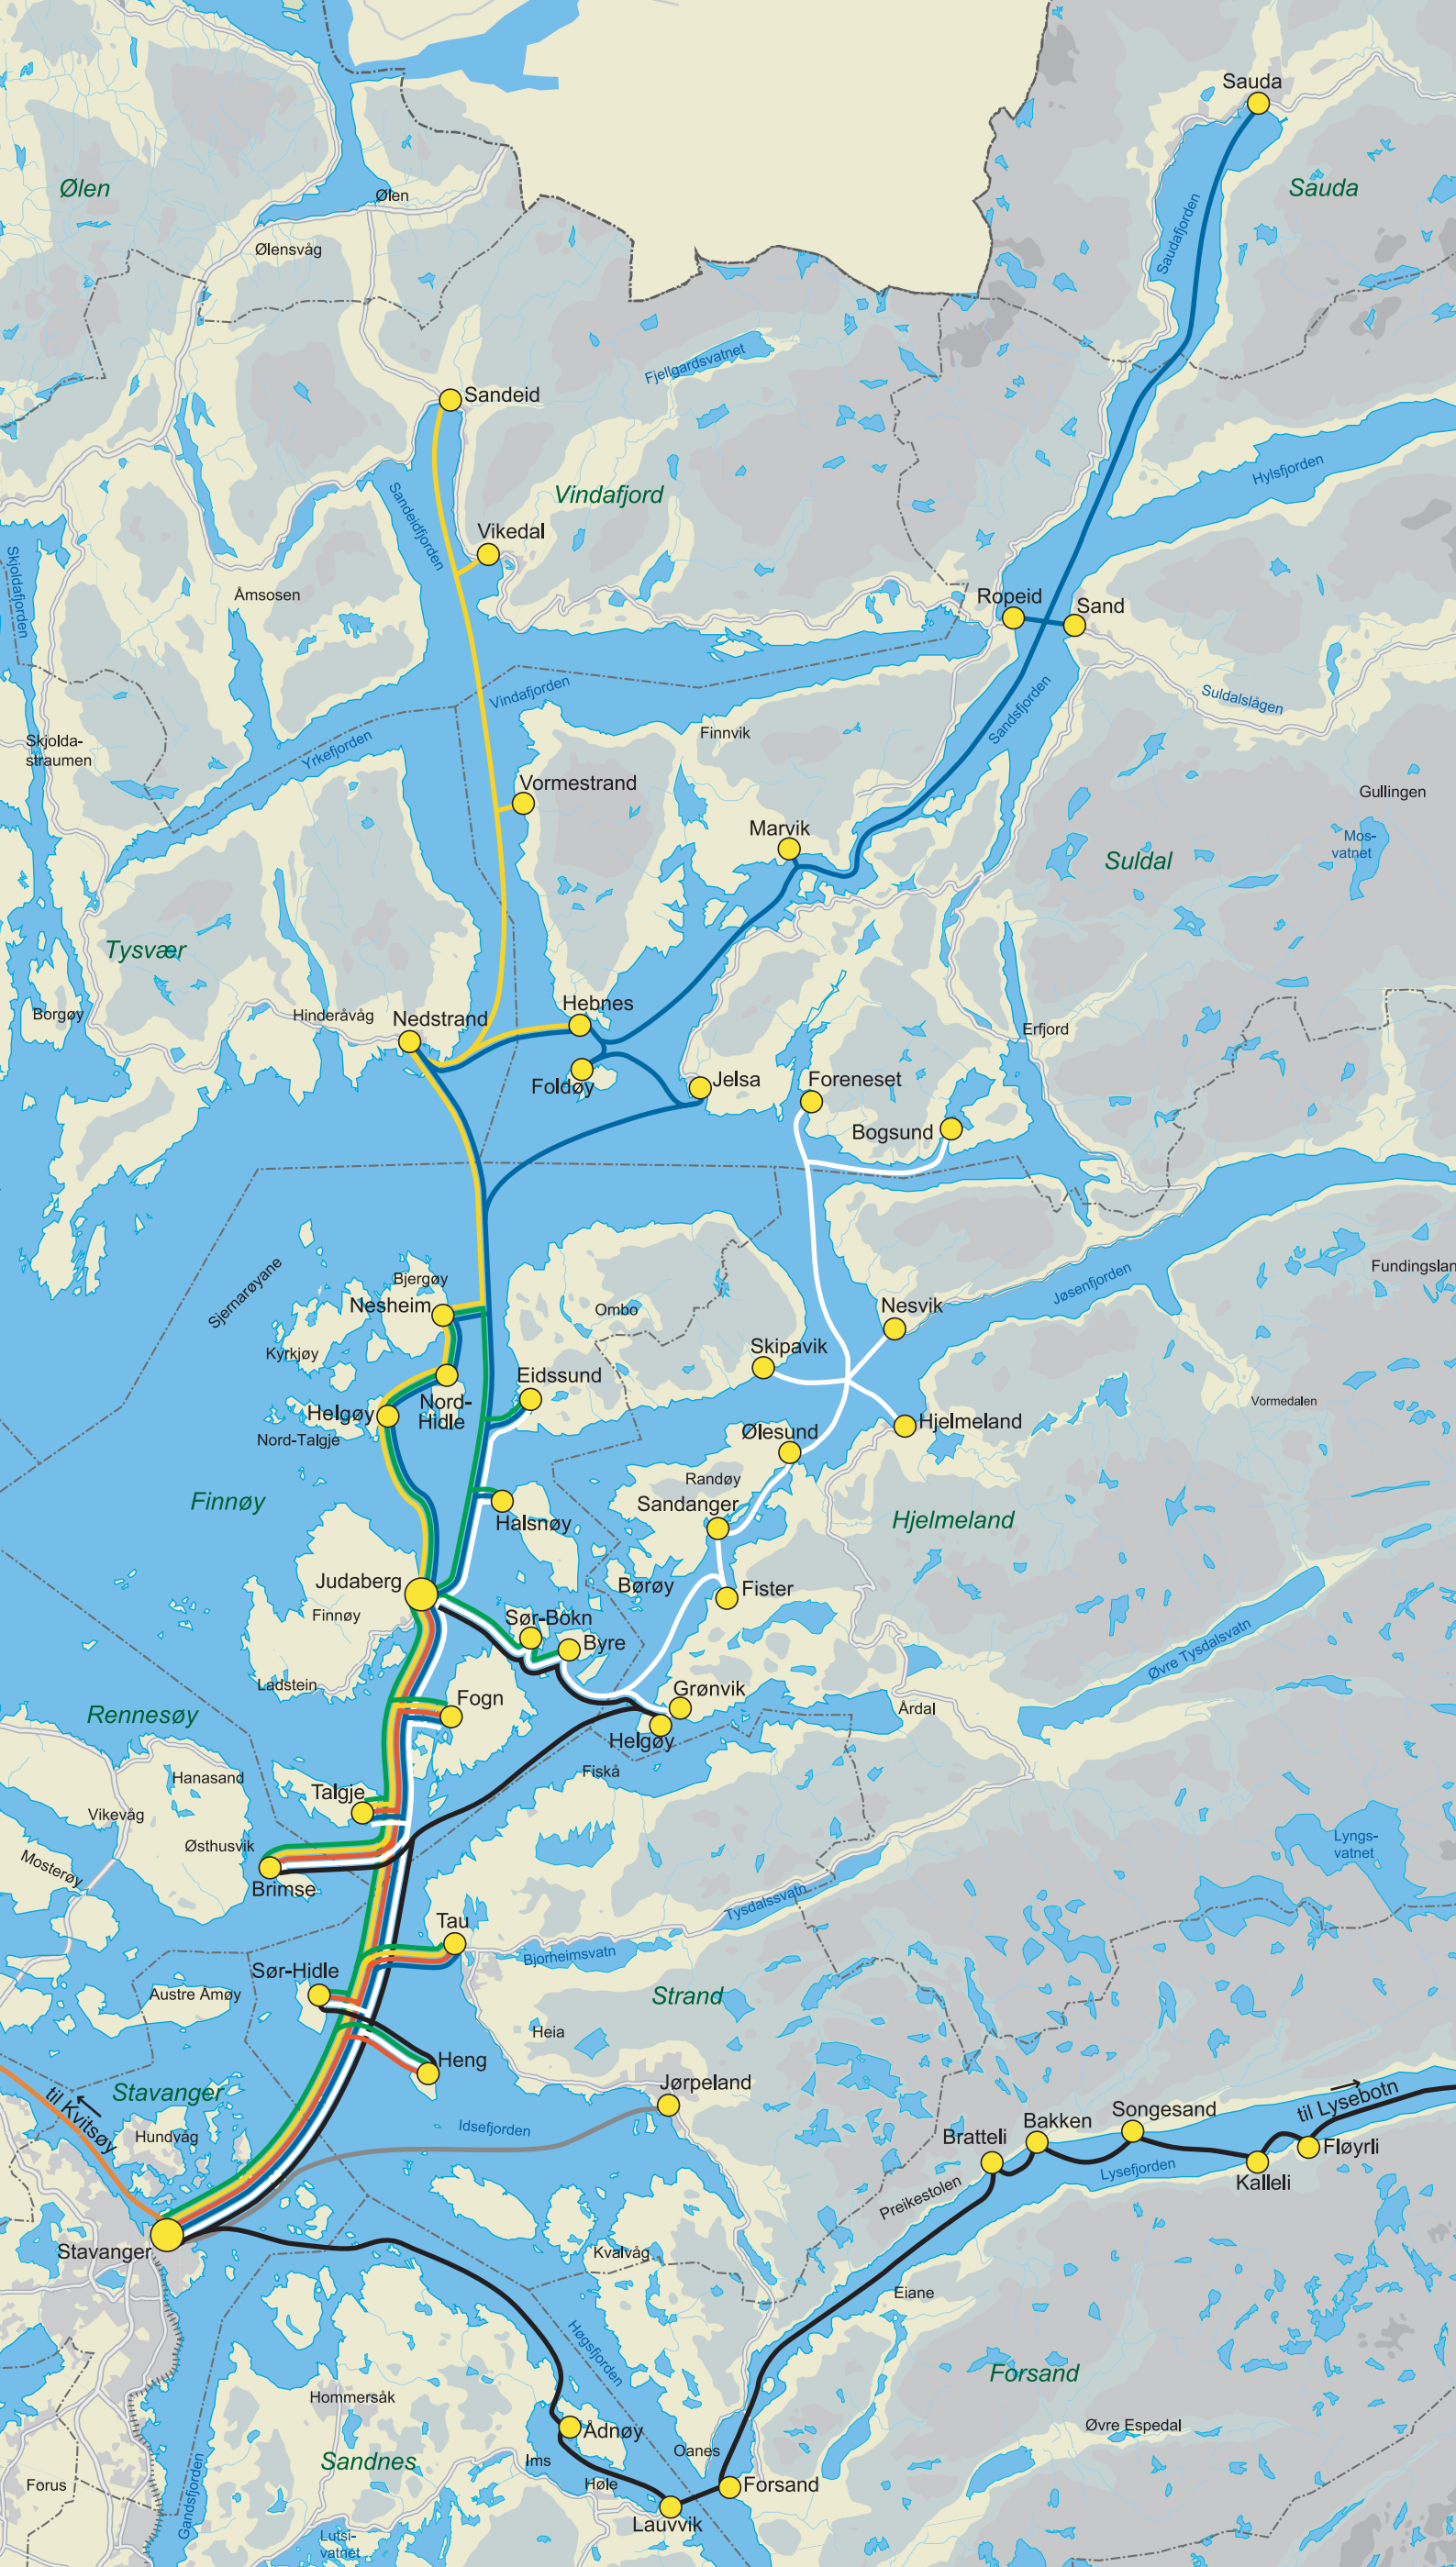 Sauda
Ølen
Sauda
Ølen
Saudafjorden
Ølensvåg
Fjellgardsvatnet
Sandeid
Hylsfjorden
Vindafjord
Sandeidfjorden
Vikedal
Skjoldafjorden
Åmsosen
Ropeid
Sand
Vindafjorden
Suldalslågen
Sandsfjorden
Skjolda-
straumen
Yrkefjorden
Finnvik
Vormestrand
Gullingen
Marvik
Mos-
vatnet
Suldal
Tysvær
Borgøy
Hinderåvåg
Nedstrand
Hebnes
Erfjord
Foldøy
Jelsa
Foreneset
Bogsund
Sjernarøyane
Bjergøy
Fundingslan
Jøsenfjorden
Nesheim
Ombo
Nesvik
Kyrkjøy
Skipavik
Eidssund
Nord-
Hidle
Vormedalen
Helgøy
Hjelmeland
Nord-Talgje
Ølesund
Randøy
Finnøy
Sandanger
Halsnøy
Hjelmeland
Judaberg
Børøy
Fister
Finnøy
Sør-Bokn
Byre
Øvre Tysdalsvatn
Ladstein
Fogn
Grønvik
Rennesøy
Årdal
Helgøy
Hanasand
Fiskå
Talgje
Vikevåg
Østhusvik
Lyngs-
vatnet
Mosterøy
Brimse
Tysdalssvatn
Tau
Bjorheimsvatn
Sør-Hidle
Austre Åmøy
Strand
Heia
Heng
Jørpeland
Stavanger
til Kvitsøy
til Lysebotn
Hundvåg
Idsefjorden
Songesand
Bakken
Bratteli
Fløyrli
Lysefjorden
Kalleli
Preikestolen
Stavanger
Kvalvåg
Eiane
Høgsfjorden
Forsand
Hommersåk
Øvre Espedal
Ådnøy
Sandnes
Oanes
Ims
Gandsfjorden
Forus
Høle
Forsand
Lauvvik
Lutsi-
vatnet